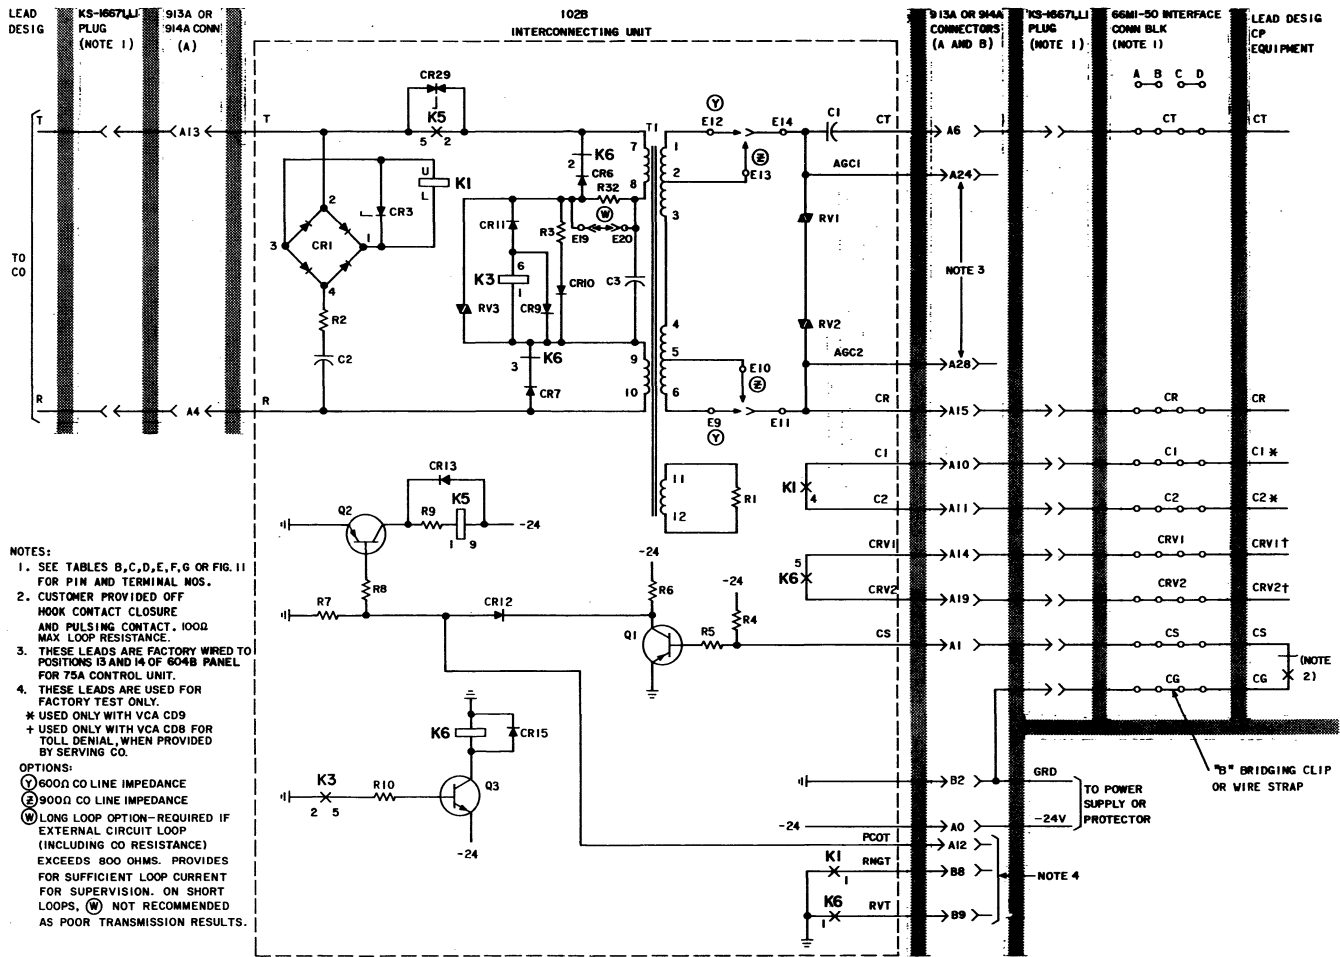 LEAD DESIG
KS-16671,L1 PLUG (NOTE 1)
913A OR 914A CONN (A)
102B INTERCONNECTING UNIT
913A OR 914A CONNECTORS (A AND B)
KS-16671,L1 PLUG (NOTE 1)
66M1-50 INTERFACE CONN BLK (NOTE 1)
LEAD DESIG CP EQUIPMENT
A B C D
T
A13
T
CR29
K5
5 2
K6
2
CR6
R32
W
E19 E20
T1
7
8
9
10
1
2
3
4
5
6
11
12
Y
E12
E14
Z
E13
C1
CT
A6
CT
CT
AGC1
A24
RV1
NOTE 3
RV2
AGC2
A28
E10
Z
E9
Y
E11
CR
A15
CR
CR
TO CO
U
L
K1
CR3
2
3
CR1
1
4
R2
C2
CR11
R3
6
K3
1
RV3
CR9
CR10
C3
3
K6
CR7
R
A4
R
C1
A10
C1
C1 *
K1
4
C2
A11
C2
C2 *
R1
CRV1
A14
CRV1
CRV1†
5
K6
CRV2
A19
CRV2
CRV2†
CR13
K5
Q2
R9
1 9
-24
R8
R7
CR12
-24
R6
-24
R4
Q1
R5
CS
A1
CS
CS
(NOTE 2)
CG
CG
K6
CR15
K3
2 5
R10
Q3
-24
"B" BRIDGING CLIP OR WIRE STRAP
B2
GRD
TO POWER SUPPLY OR PROTECTOR
-24
A0
-24V
PCOT
A12
K1
1
RNGT
B8
NOTE 4
K6
1
RVT
B9
NOTES:
1. SEE TABLES B,C,D,E,F,G OR FIG. 11
FOR PIN AND TERMINAL NOS.
2. CUSTOMER PROVIDED OFF
HOOK CONTACT CLOSURE
AND PULSING CONTACT. 100Ω
MAX LOOP RESISTANCE.
3. THESE LEADS ARE FACTORY WIRED TO
POSITIONS 13 AND 14 OF 604B PANEL
FOR 75A CONTROL UNIT.
4. THESE LEADS ARE USED FOR
FACTORY TEST ONLY.
* USED ONLY WITH VCA CD9
† USED ONLY WITH VCA CD8 FOR
TOLL DENIAL, WHEN PROVIDED
BY SERVING CO.
OPTIONS:
Y 600Ω CO LINE IMPEDANCE
Z 900Ω CO LINE IMPEDANCE
W LONG LOOP OPTION-REQUIRED IF
EXTERNAL CIRCUIT LOOP
(INCLUDING CO RESISTANCE)
EXCEEDS 800 OHMS. PROVIDES
FOR SUFFICIENT LOOP CURRENT
FOR SUPERVISION. ON SHORT
LOOPS, W NOT RECOMMENDED
AS POOR TRANSMISSION RESULTS.